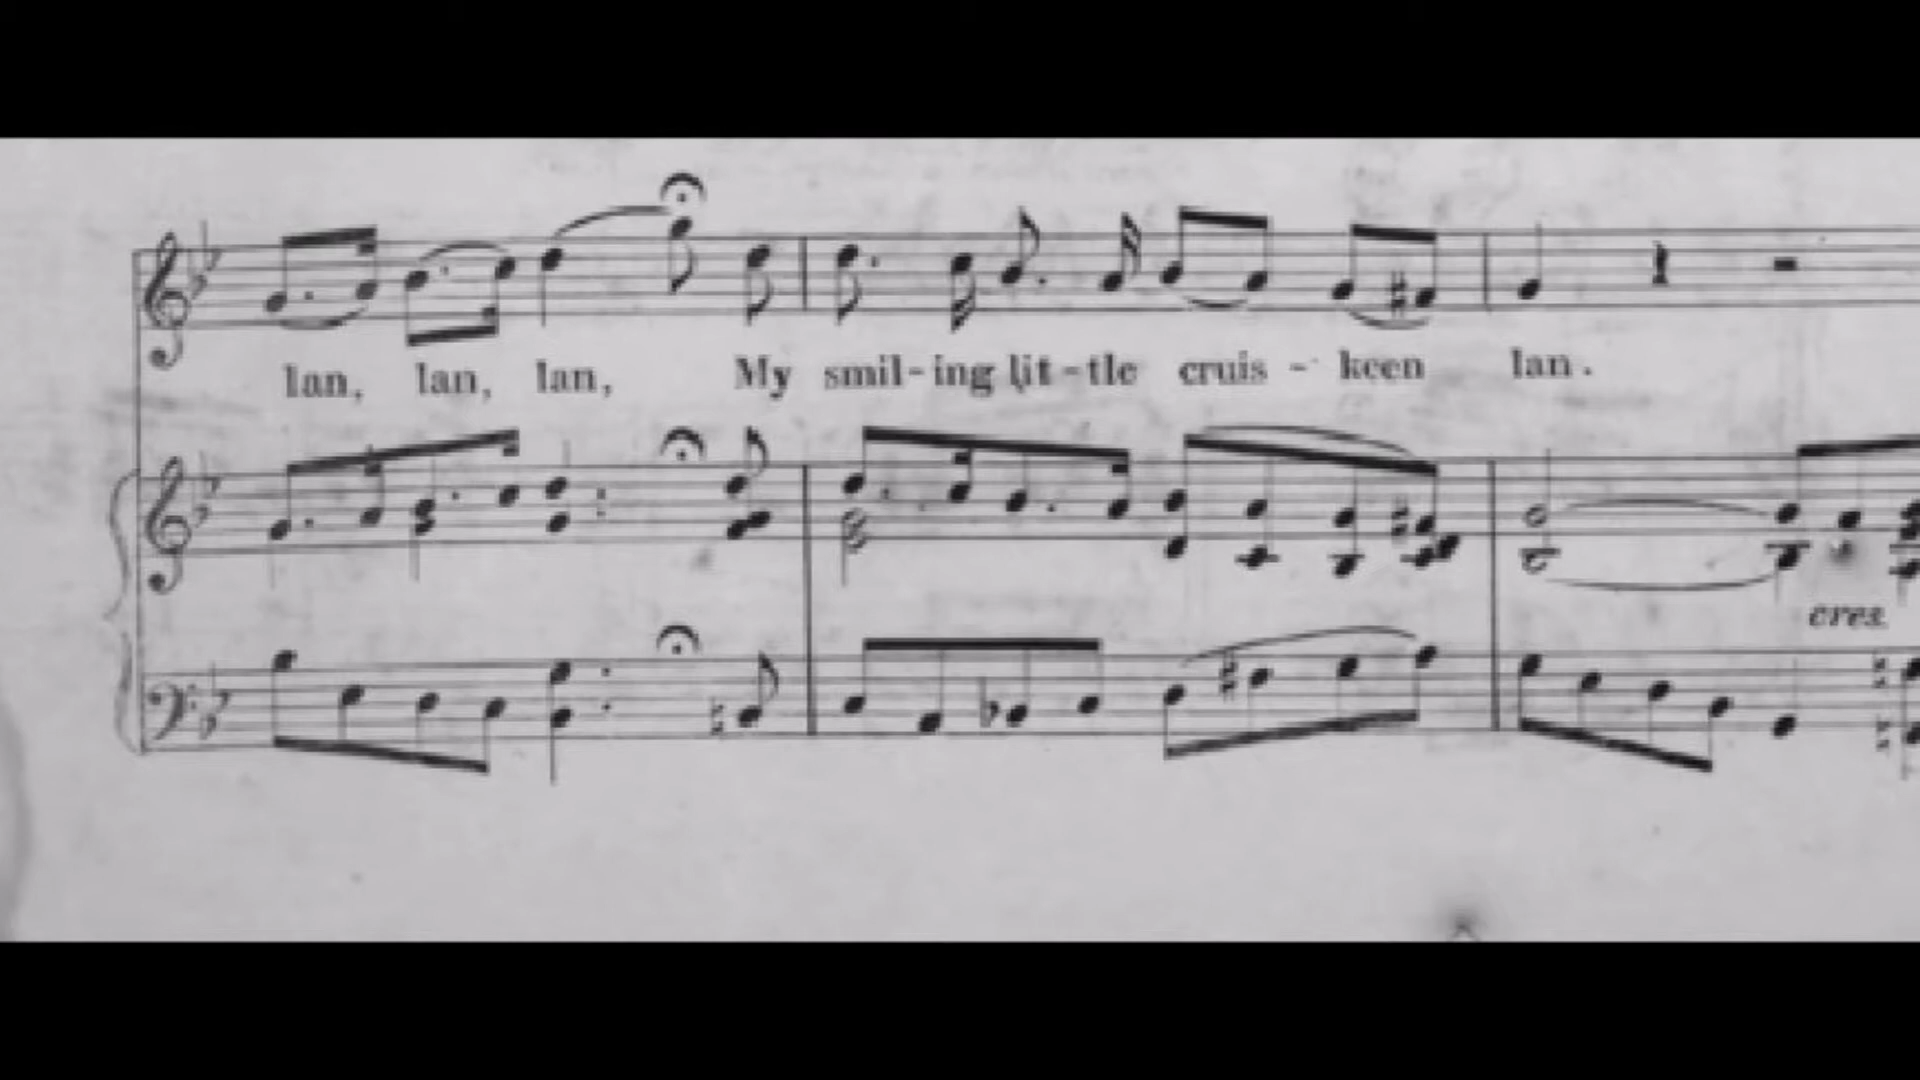 lan, lan, lan, My smil-ing lit-tle cruis - keen lan.
cres.